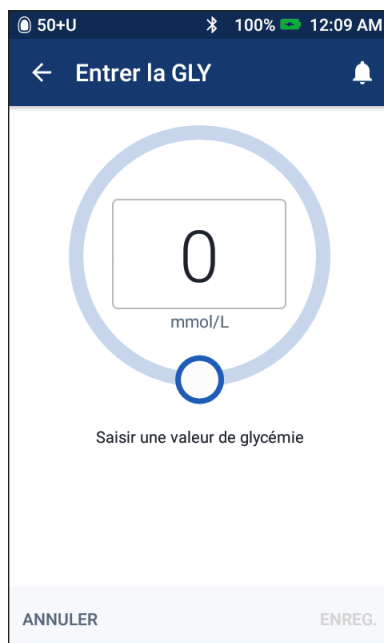 50+U 100% 12:09 AM
Entrer la GLY
0
mmol/L
Saisir une valeur de glycémie
ANNULER ENREG.